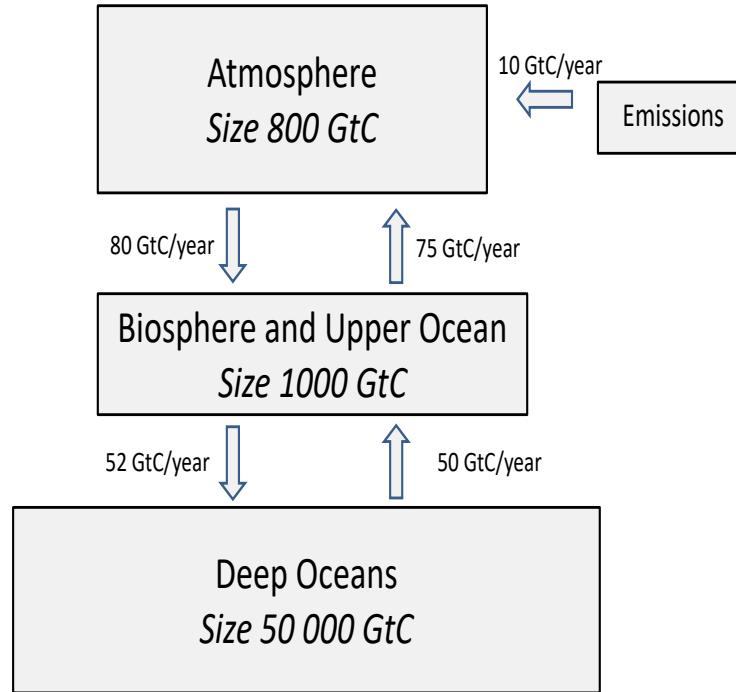 Atmosphere
Size 800 GtC
10 GtC/year
Emissions
80 GtC/year
75 GtC/year
Biosphere and Upper Ocean
Size 1000 GtC
52 GtC/year
50 GtC/year
Deep Oceans
Size 50 000 GtC